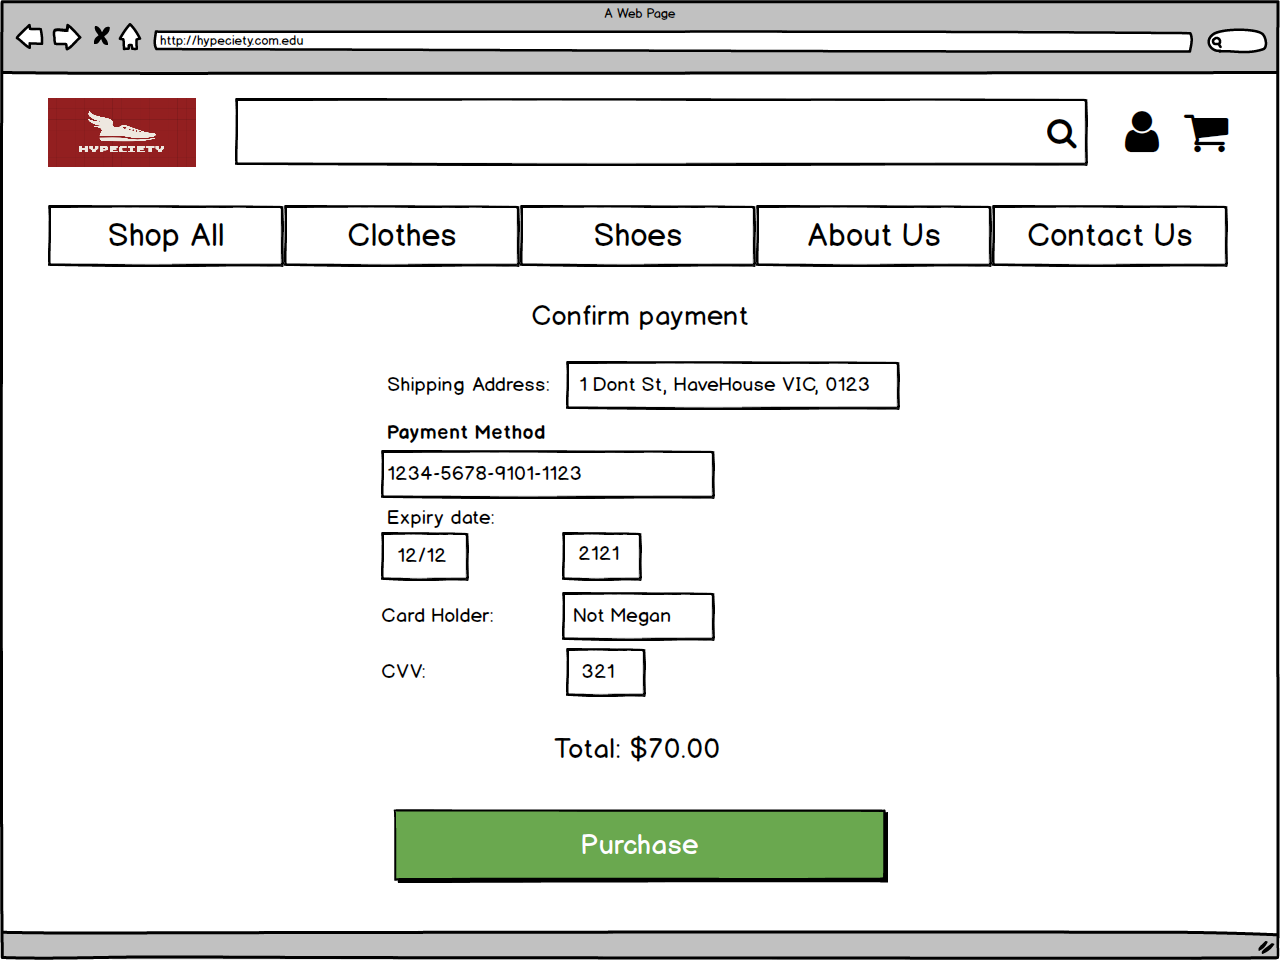 A Web Page
http://hypeciety.com.edu
HYPECIETY
Shop All Clothes Shoes About Us Contact Us
Confirm payment
Shipping Address: 1 Dont St, HaveHouse VIC, 0123
Payment Method
1234-5678-9101-1123
Expiry date:
12/12 2121
Card Holder: Not Megan
CVV: 321
Total: $70.00
Purchase